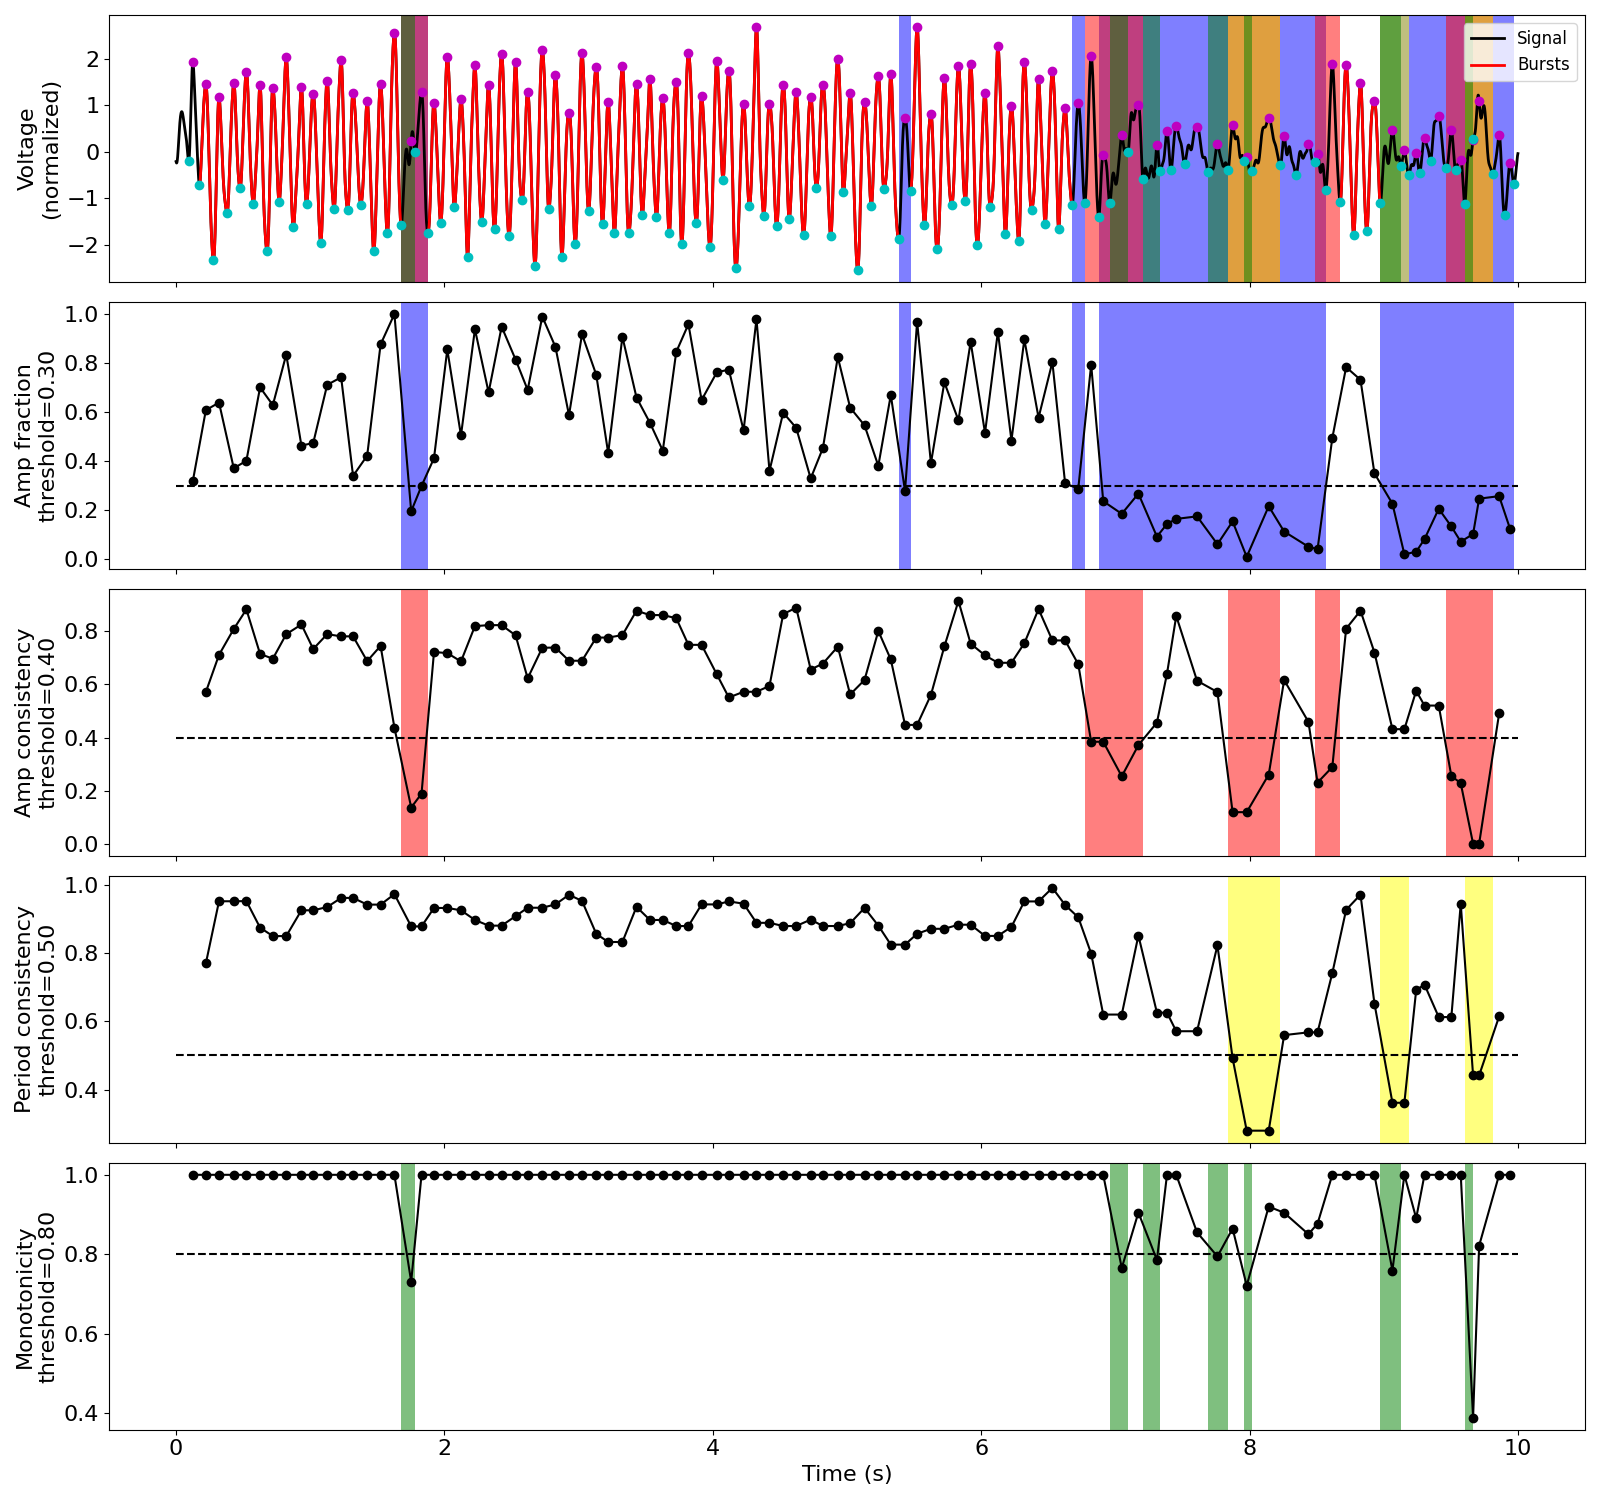 Voltage
(normalized)
2
1
0
−1
−2
Signal
Bursts
Amp fraction
threshold=0.30
1.0
0.8
0.6
0.4
0.2
0.0
Amp consistency
threshold=0.40
0.8
0.6
0.4
0.2
0.0
Period consistency
threshold=0.50
1.0
0.8
0.6
0.4
Monotonicity
threshold=0.80
1.0
0.8
0.6
0.4
0
2
4
6
8
10
Time (s)